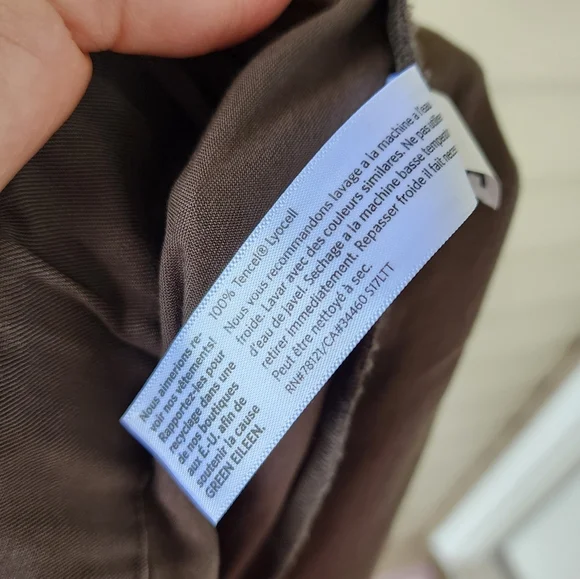 100% Tencel® Lyocell
Nous vous recommandons lavage a la machine à l'eau
froide. Lavar avec des couleurs similares. Ne pas utiliser
d'eau de javel. Sechage a la machine basse temperat
retirer immediatement. Repasser froide il fait neces
Peut être nettoyé à sec.
RN#78121/CA#34460 S17LTT
Nous aimerions re-
voir nos vêtements!
Rapportez-les pour
recyclage dans une
de nos boutiques
aux É.-U. afin de
soutenir la cause
GREEN EILEEN.